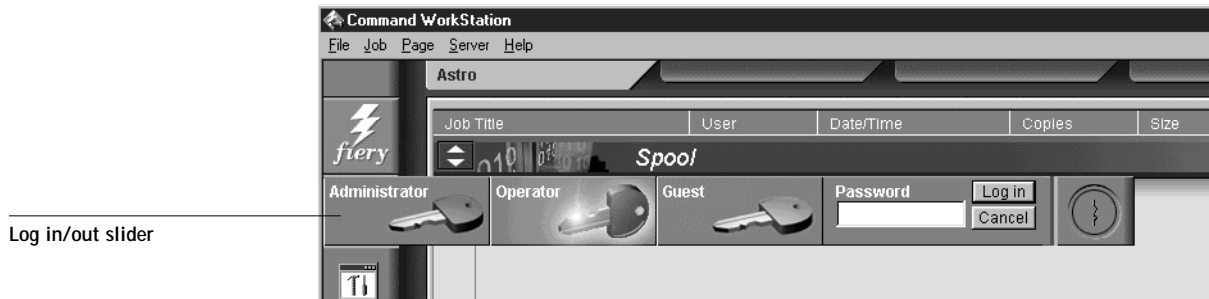 Command WorkStation
File Job Page Server Help
Astro
Job Title User Date/Time Copies Size
fiery
Spool
Administrator Operator Guest Password Log in
Cancel
Log in/out slider